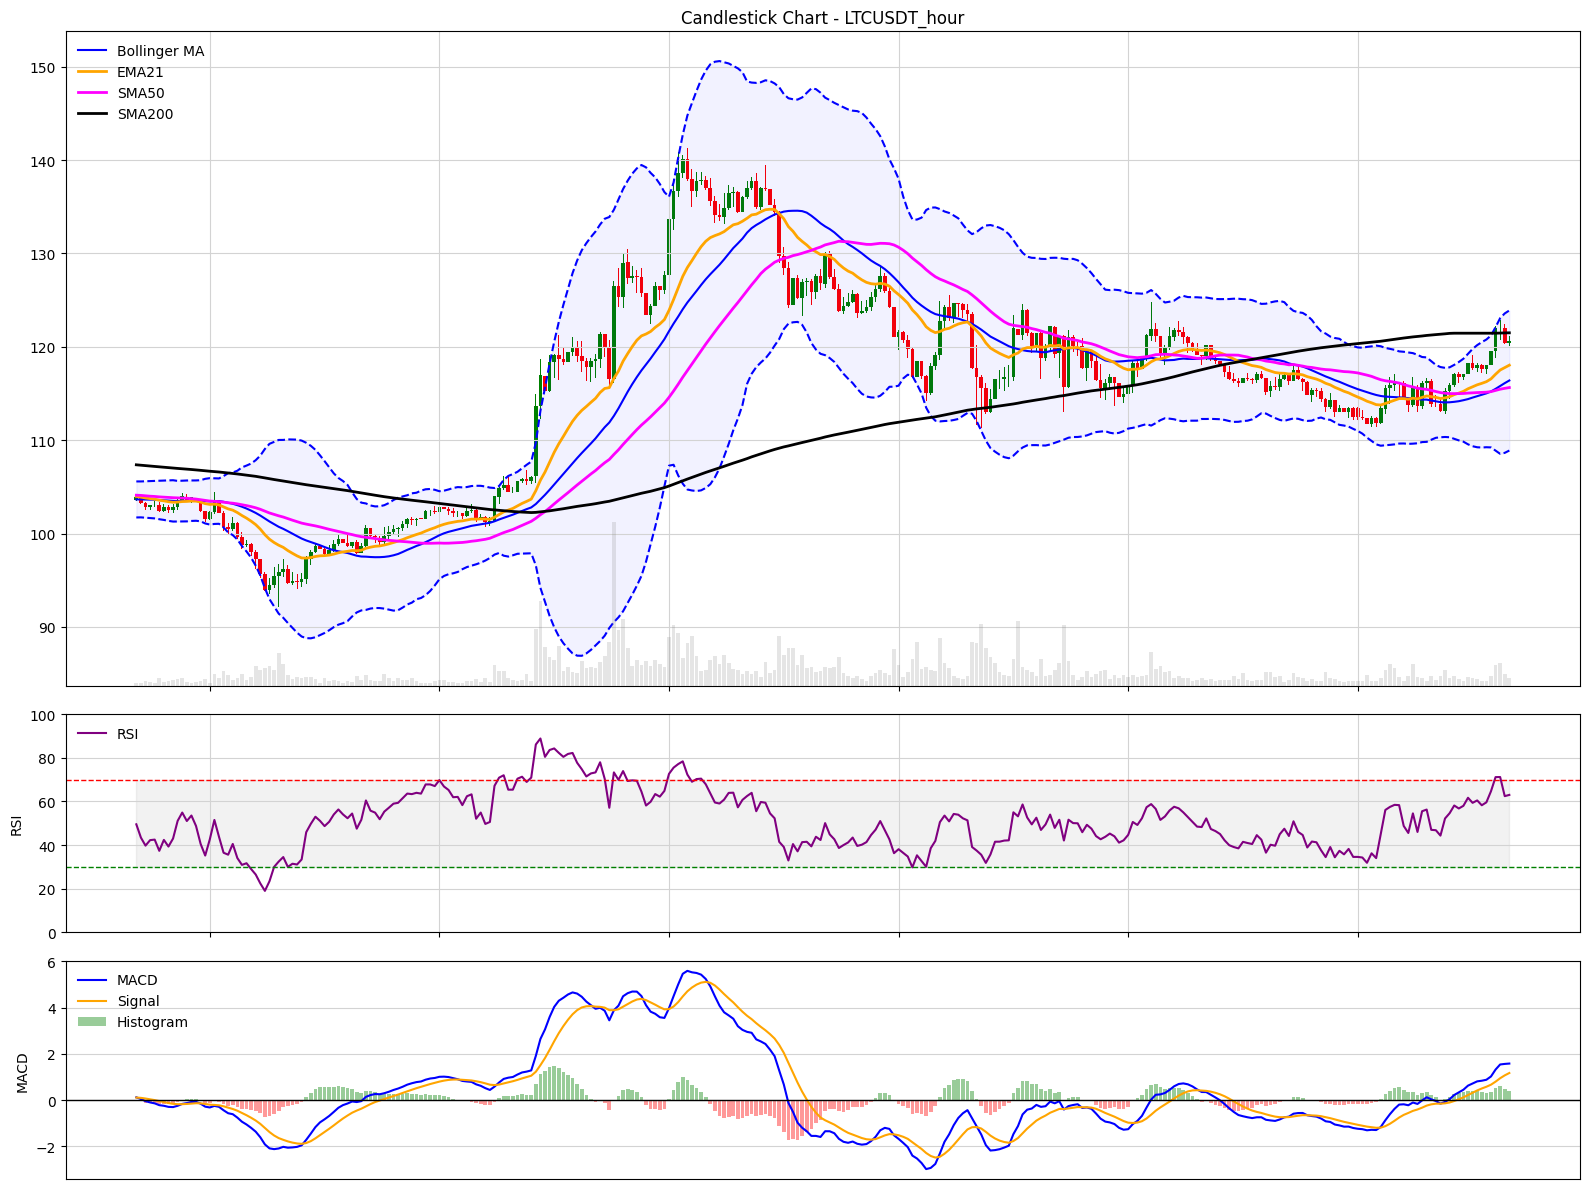 Candlestick Chart - LTCUSDT_hour
Bollinger MA
EMA21
SMA50
SMA200
150
140
130
120
110
100
90
RSI
100
80
60
40
20
0
RSI
MACD
Signal
Histogram
6
4
2
0
−2
MACD